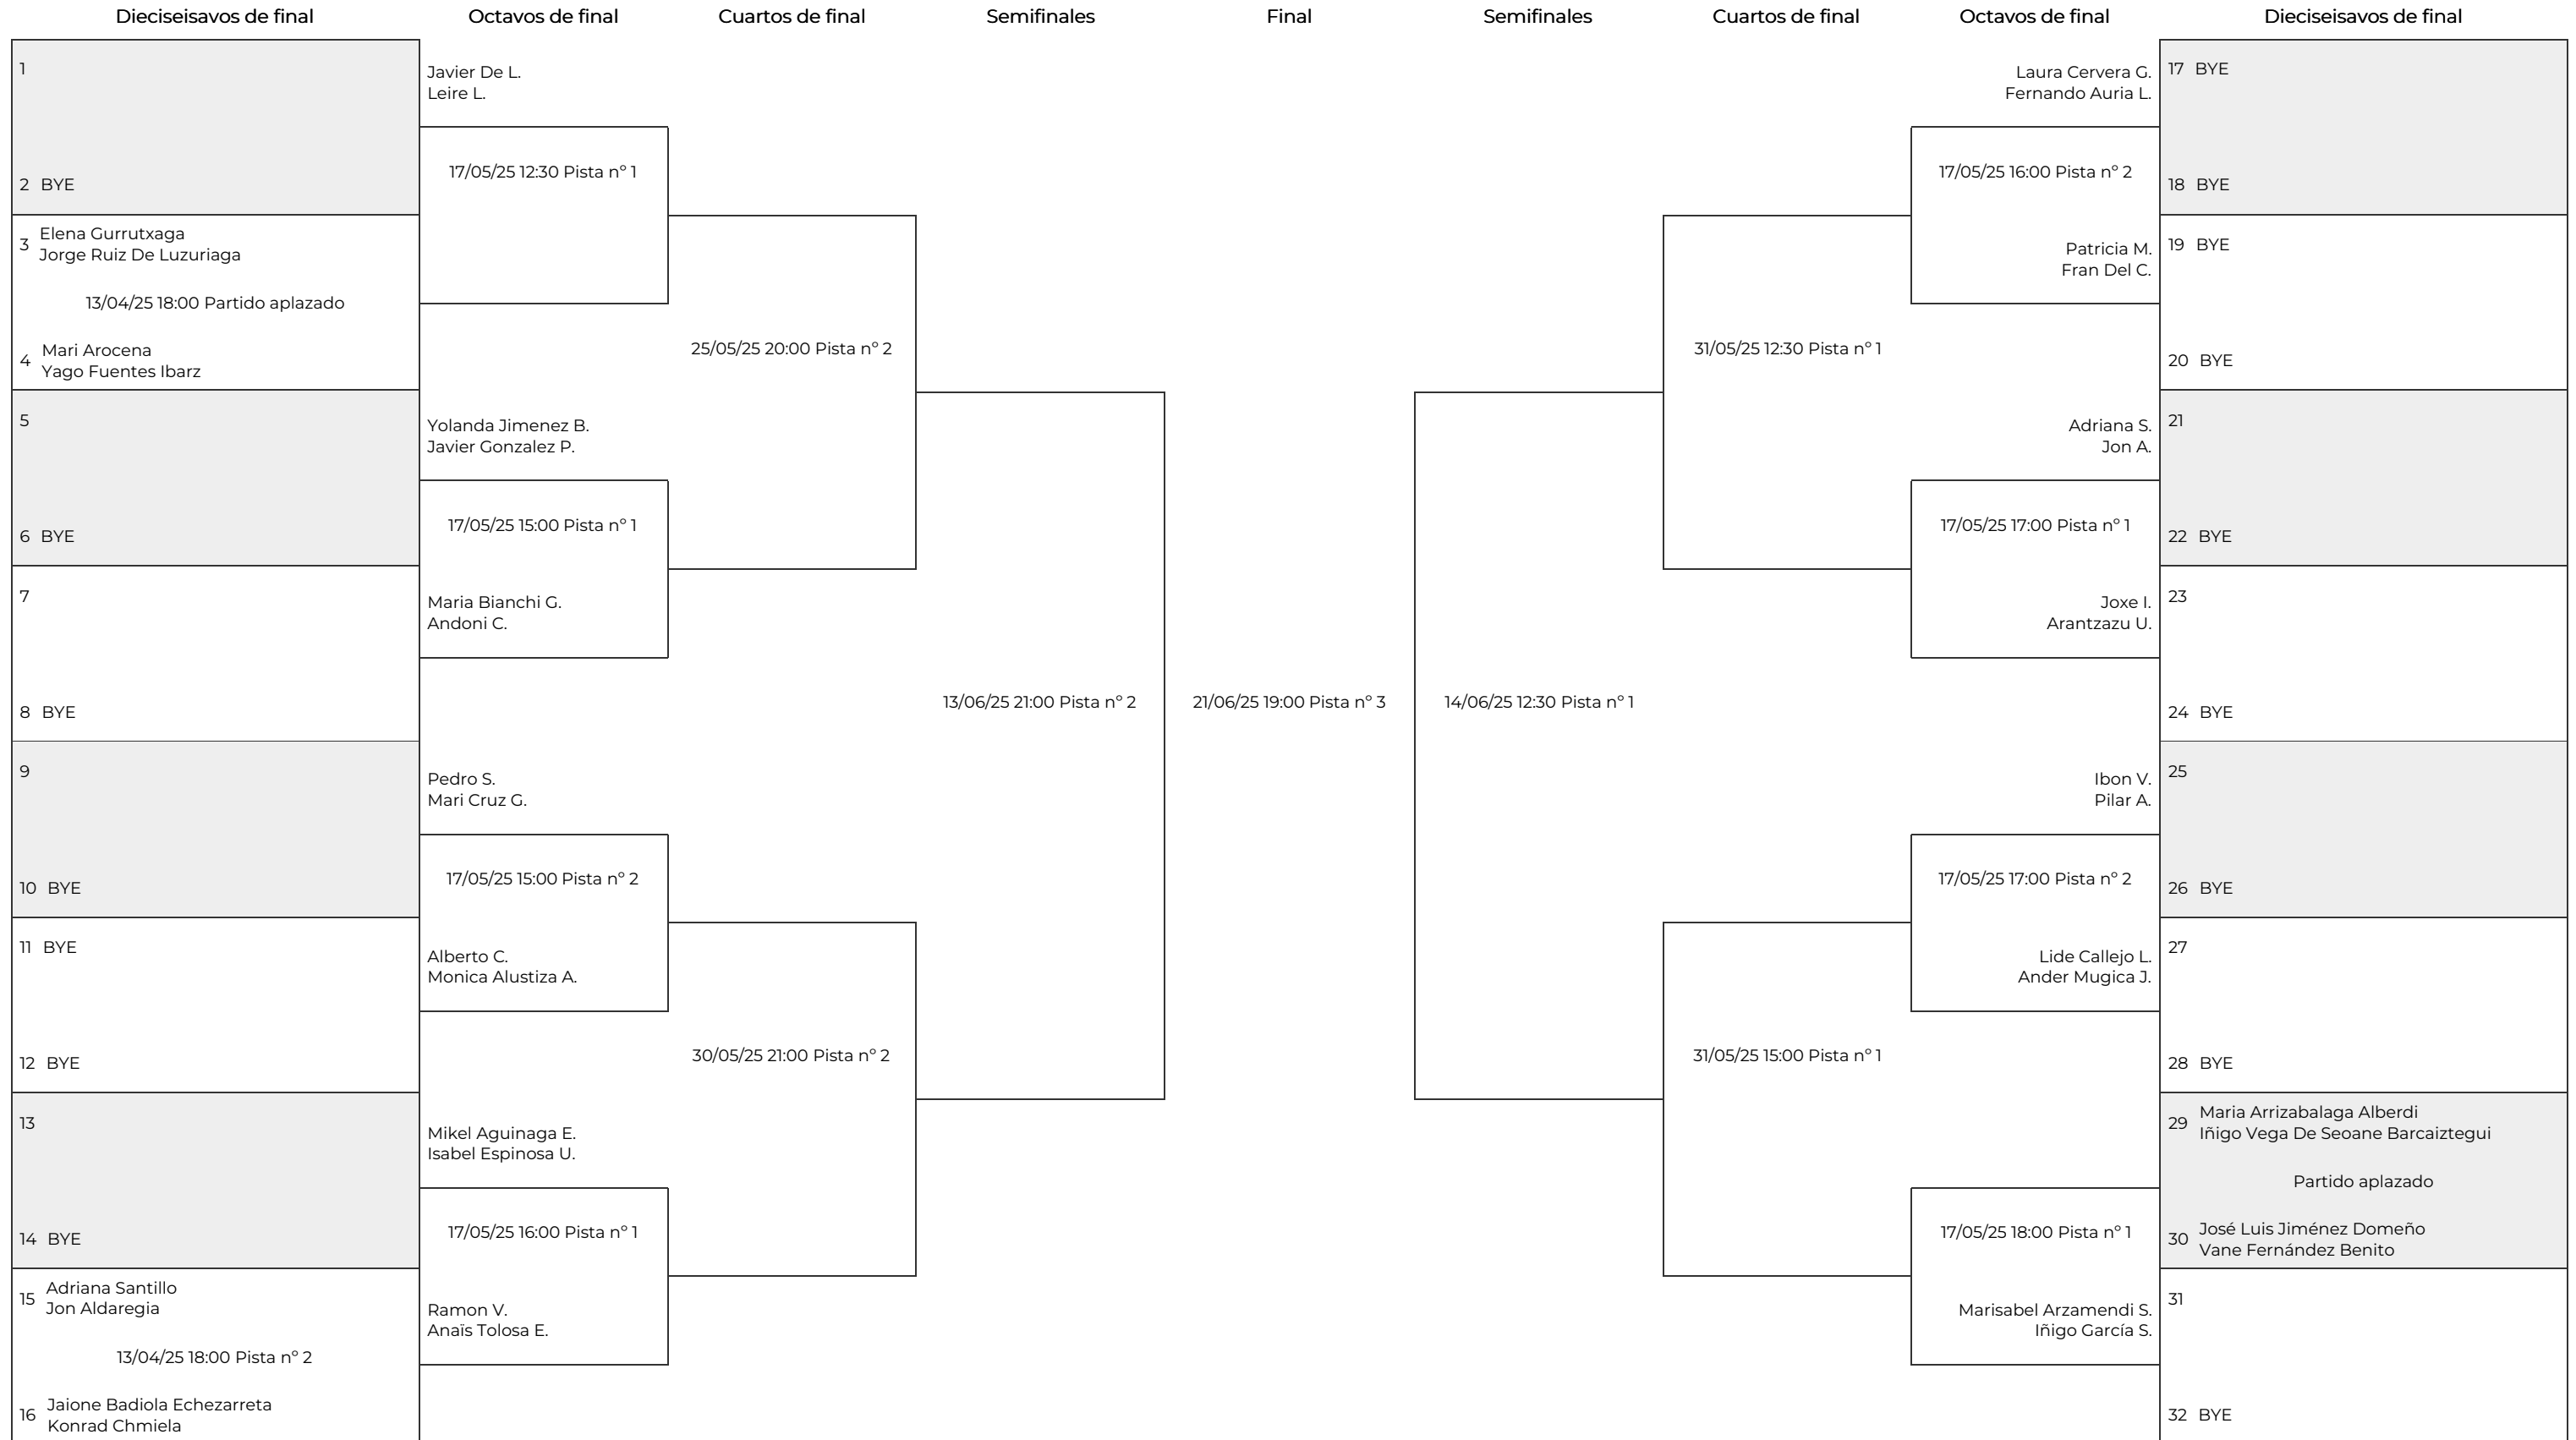 Dieciseisavos de final
Octavos de final
Cuartos de final
Semifinales
Final
Semifinales
Cuartos de final
Octavos de final
Dieciseisavos de final
1
2 BYE
3 Elena Gurrutxaga
Jorge Ruiz De Luzuriaga
13/04/25 18:00 Partido aplazado
4 Mari Arocena
Yago Fuentes Ibarz
5
6 BYE
7
8 BYE
9
10 BYE
11 BYE
12 BYE
13
14 BYE
15 Adriana Santillo
Jon Aldaregia
13/04/25 18:00 Pista nº 2
16 Jaione Badiola Echezarreta
Konrad Chmiela
Javier De L.
Leire L.
17/05/25 12:30 Pista nº 1
Yolanda Jimenez B.
Javier Gonzalez P.
17/05/25 15:00 Pista nº 1
Maria Bianchi G.
Andoni C.
Pedro S.
Mari Cruz G.
17/05/25 15:00 Pista nº 2
Alberto C.
Monica Alustiza A.
Mikel Aguinaga E.
Isabel Espinosa U.
17/05/25 16:00 Pista nº 1
Ramon V.
Anaïs Tolosa E.
25/05/25 20:00 Pista nº 2
30/05/25 21:00 Pista nº 2
13/06/25 21:00 Pista nº 2
21/06/25 19:00 Pista nº 3
14/06/25 12:30 Pista nº 1
31/05/25 12:30 Pista nº 1
31/05/25 15:00 Pista nº 1
Laura Cervera G.
Fernando Auria L.
17/05/25 16:00 Pista nº 2
Patricia M.
Fran Del C.
Adriana S.
Jon A.
17/05/25 17:00 Pista nº 1
Joxe I.
Arantzazu U.
Ibon V.
Pilar A.
17/05/25 17:00 Pista nº 2
Lide Callejo L.
Ander Mugica J.
17/05/25 18:00 Pista nº 1
Marisabel Arzamendi S.
Iñigo García S.
17 BYE
18 BYE
19 BYE
20 BYE
21
22 BYE
23
24 BYE
25
26 BYE
27
28 BYE
29 Maria Arrizabalaga Alberdi
Iñigo Vega De Seoane Barcaiztegui
Partido aplazado
30 José Luis Jiménez Domeño
Vane Fernández Benito
31
32 BYE